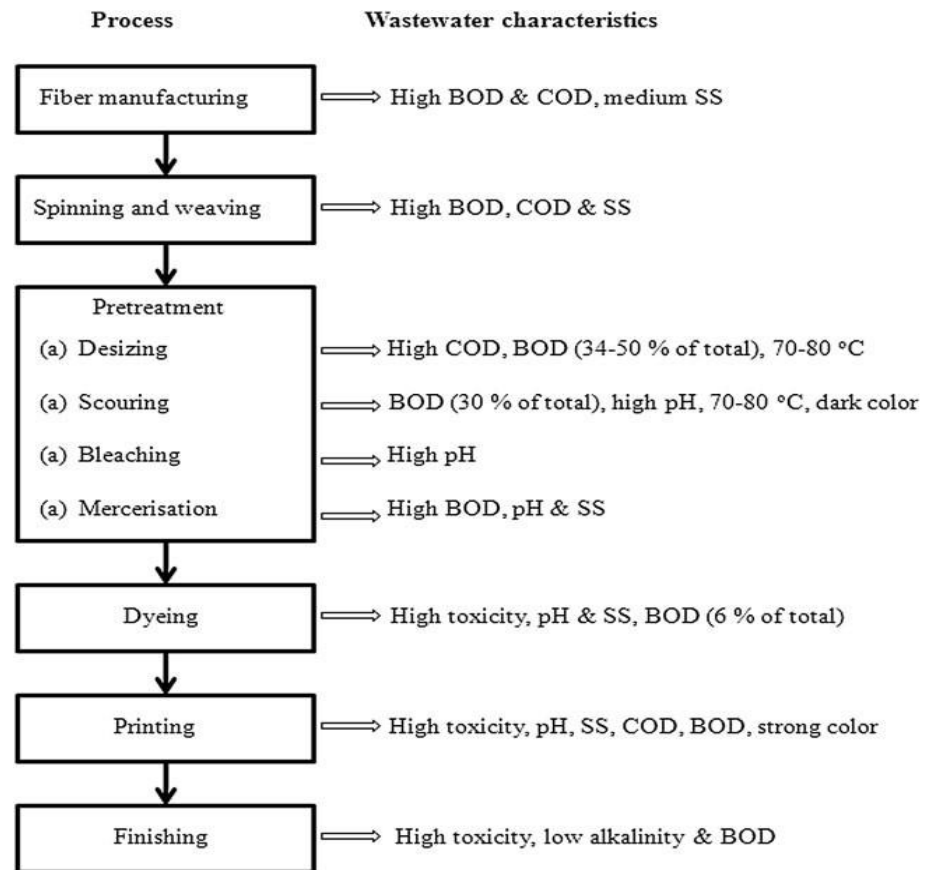 Process Wastewater characteristics
Fiber manufacturing High BOD & COD, medium SS
Spinning and weaving High BOD, COD & SS
Pretreatment
(a) Desizing High COD, BOD (34-50 % of total), 70-80 °C
(a) Scouring BOD (30 % of total), high pH, 70-80 °C, dark color
(a) Bleaching High pH
(a) Mercerisation High BOD, pH & SS
Dyeing High toxicity, pH & SS, BOD (6 % of total)
Printing High toxicity, pH, SS, COD, BOD, strong color
Finishing High toxicity, low alkalinity & BOD